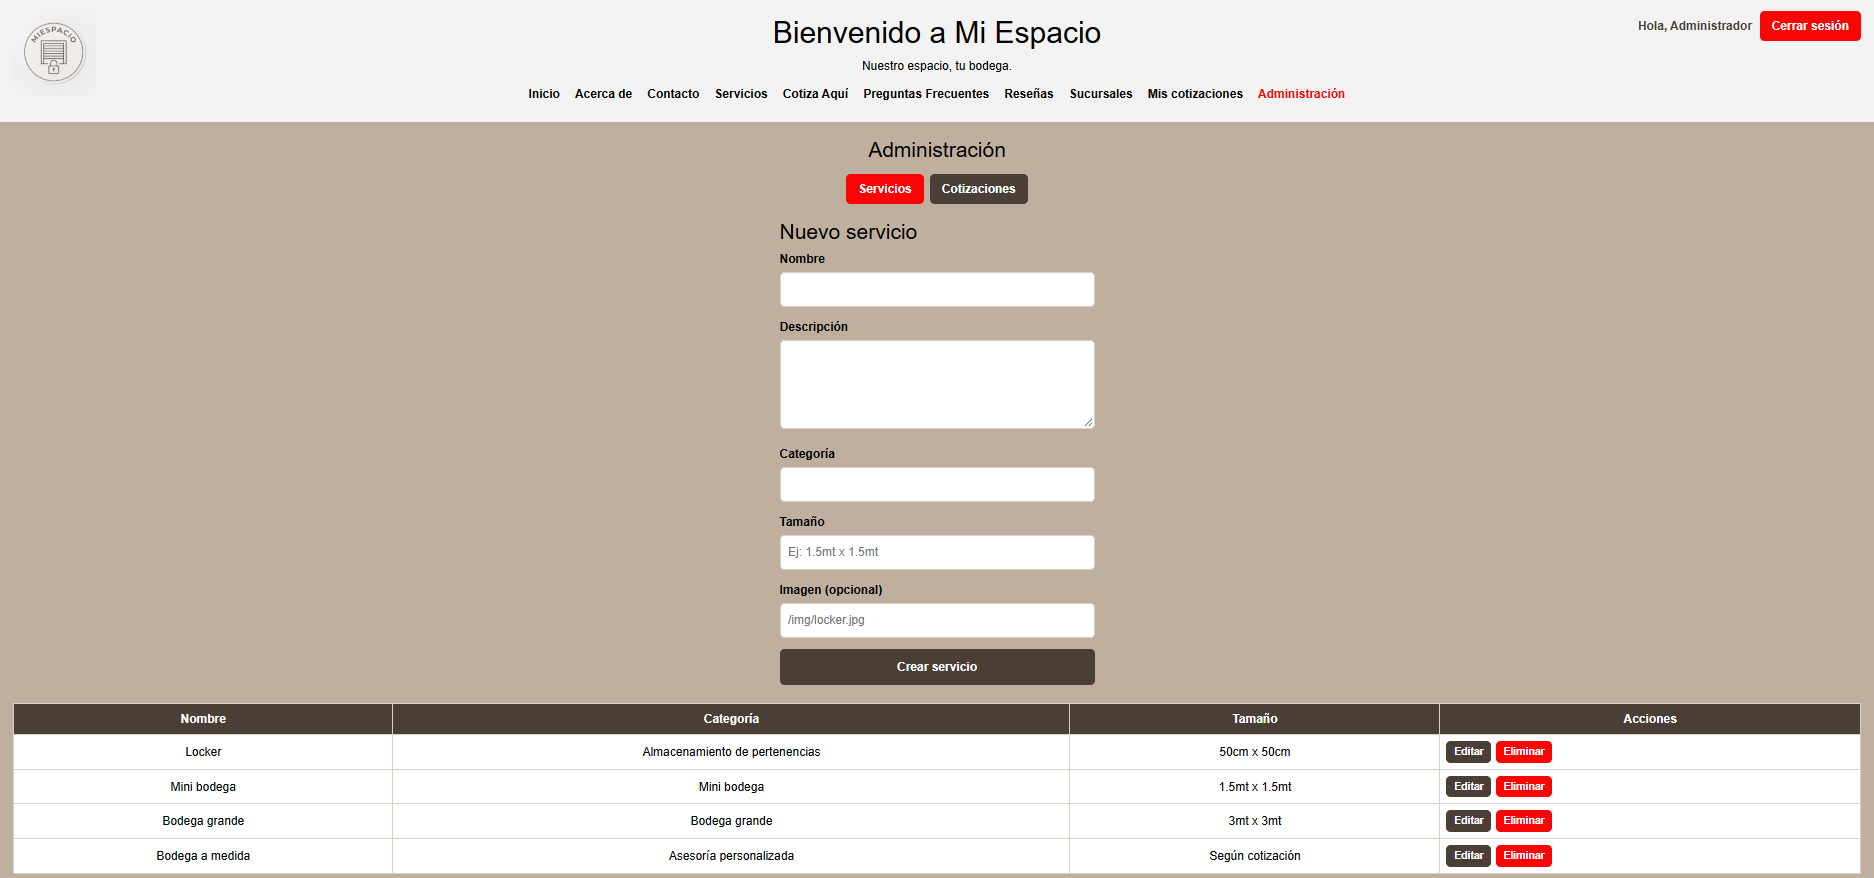 MIESPACIO
Bienvenido a Mi Espacio
Hola, Administrador Cerrar sesión
Nuestro espacio, tu bodega.
Inicio Acerca de Contacto Servicios Cotiza Aquí Preguntas Frecuentes Reseñas Sucursales Mis cotizaciones Administración
Administración
Servicios Cotizaciones
Nuevo servicio
Nombre
Descripción
Categoría
Tamaño
Ej: 1.5mt x 1.5mt
Imagen (opcional)
/img/locker.jpg
Crear servicio
Nombre Categoría Tamaño Acciones
Locker Almacenamiento de pertenencias 50cm x 50cm Editar Eliminar
Mini bodega Mini bodega 1.5mt x 1.5mt Editar Eliminar
Bodega grande Bodega grande 3mt x 3mt Editar Eliminar
Bodega a medida Asesoría personalizada Según cotización Editar Eliminar